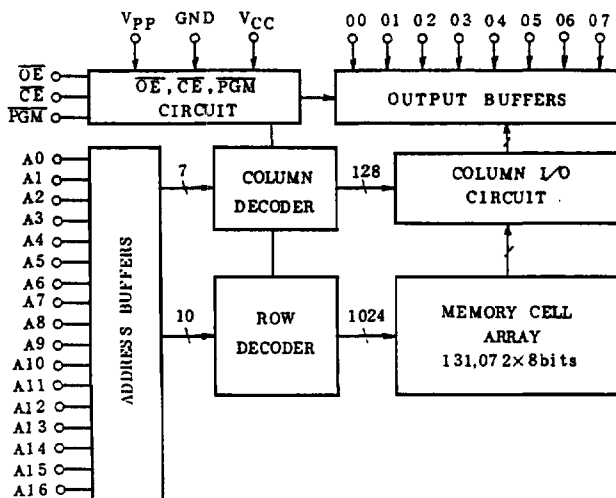 VPP GND VCC
00 01 02 03 04 05 06 07
OE
CE
PGM
OE, CE, PGM
CIRCUIT
OUTPUT BUFFERS
A0
A1
A2
A3
A4
A5
A6
A7
A8
A9
A10
A11
A12
A13
A14
A15
A16
ADDRESS BUFFERS
7
COLUMN
DECODER
128
COLUMN I/O
CIRCUIT
10
ROW
DECODER
1024
MEMORY CELL
ARRAY
131,072×8bits